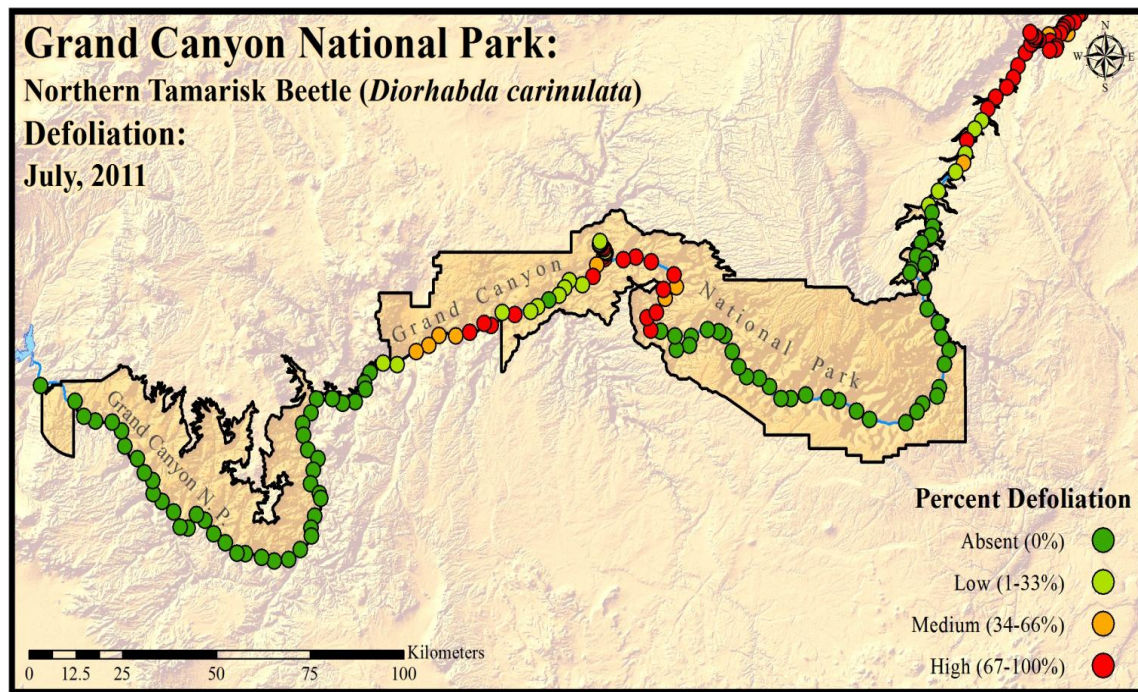 Grand Canyon National Park:
Northern Tamarisk Beetle (Diorhabda carinulata)
Defoliation:
July, 2011
N
W E
S
Grand Canyon
National Park
Grand Canyon N.P.
Percent Defoliation
Absent (0%)
Low (1-33%)
Medium (34-66%)
High (67-100%)
Kilometers
0 12.5 25 50 75 100